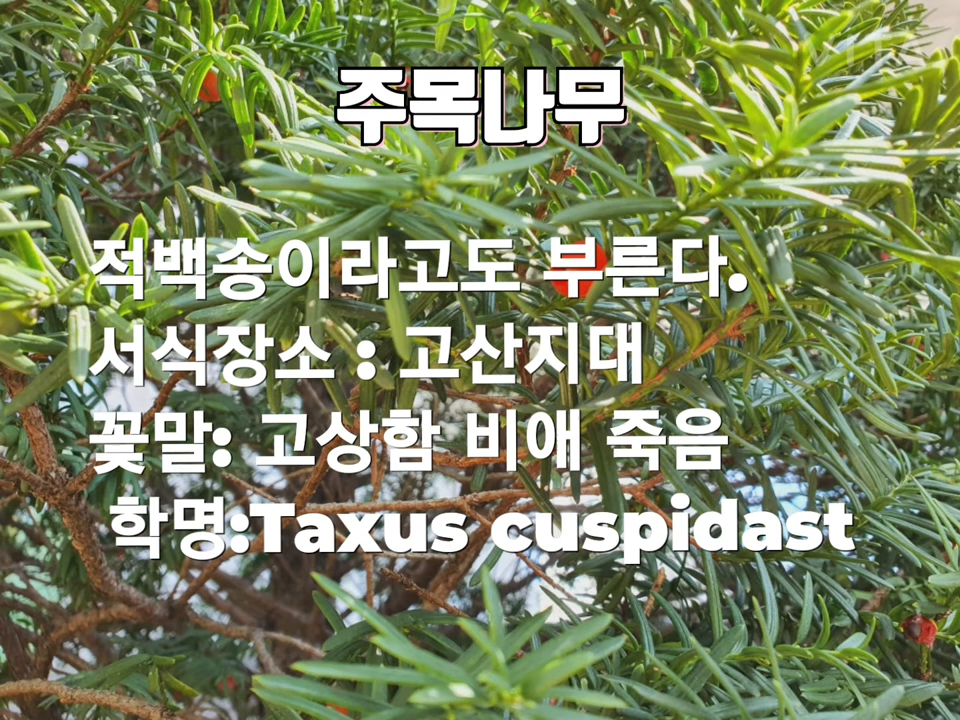 주목나무
적백송이라고도 부른다.
서식장소 : 고산지대
꽃말: 고상함 비애 죽음
학명:Taxus cuspidast